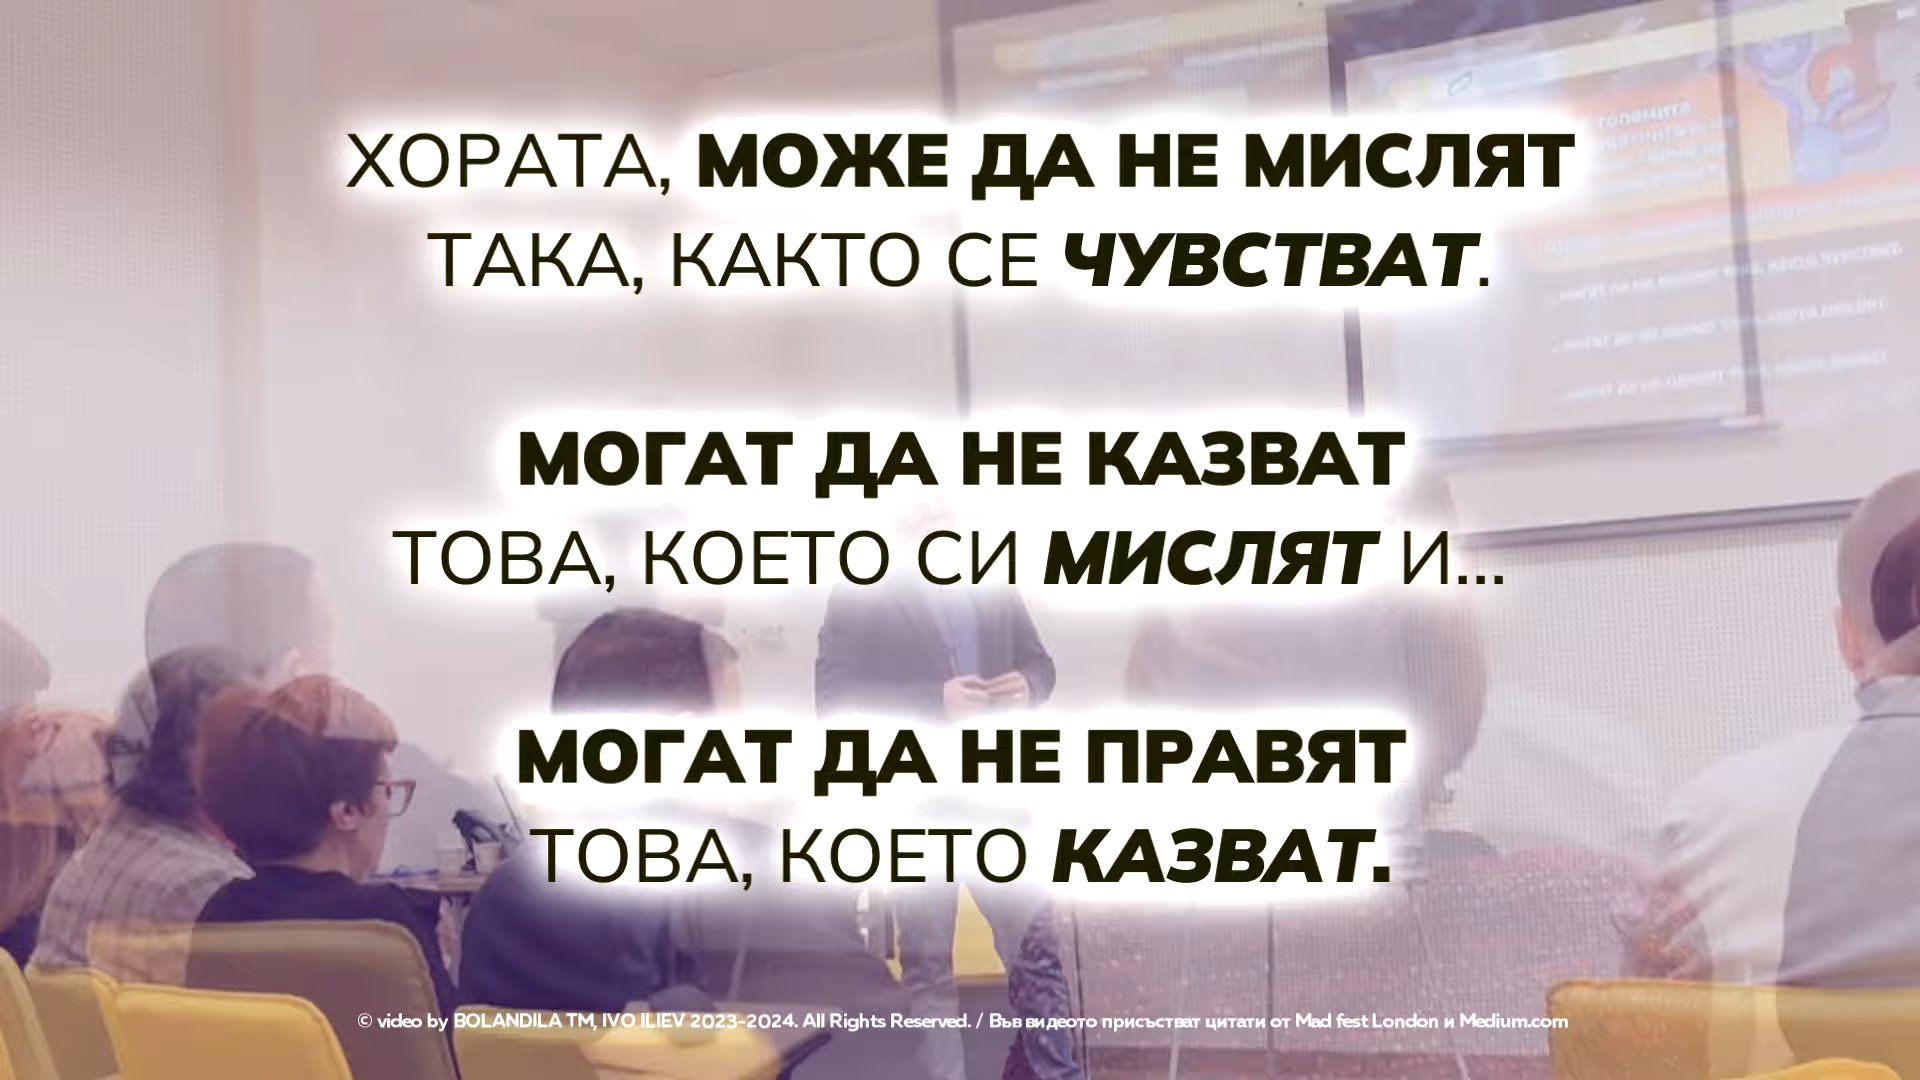 ХОРАТА, МОЖЕ ДА НЕ МИСЛЯТ
ТАКА, КАКТО СЕ ЧУВСТВАТ.
МОГАТ ДА НЕ КАЗВАТ
ТОВА, КОЕТО СИ МИСЛЯТ И...
МОГАТ ДА НЕ ПРАВЯТ
ТОВА, КОЕТО КАЗВАТ.
© video by BOLANDILA TM, IVO ILIEV 2023-2024. All Rights Reserved. / Във видеото присъстват цитати от Mad fest London и Medium.com